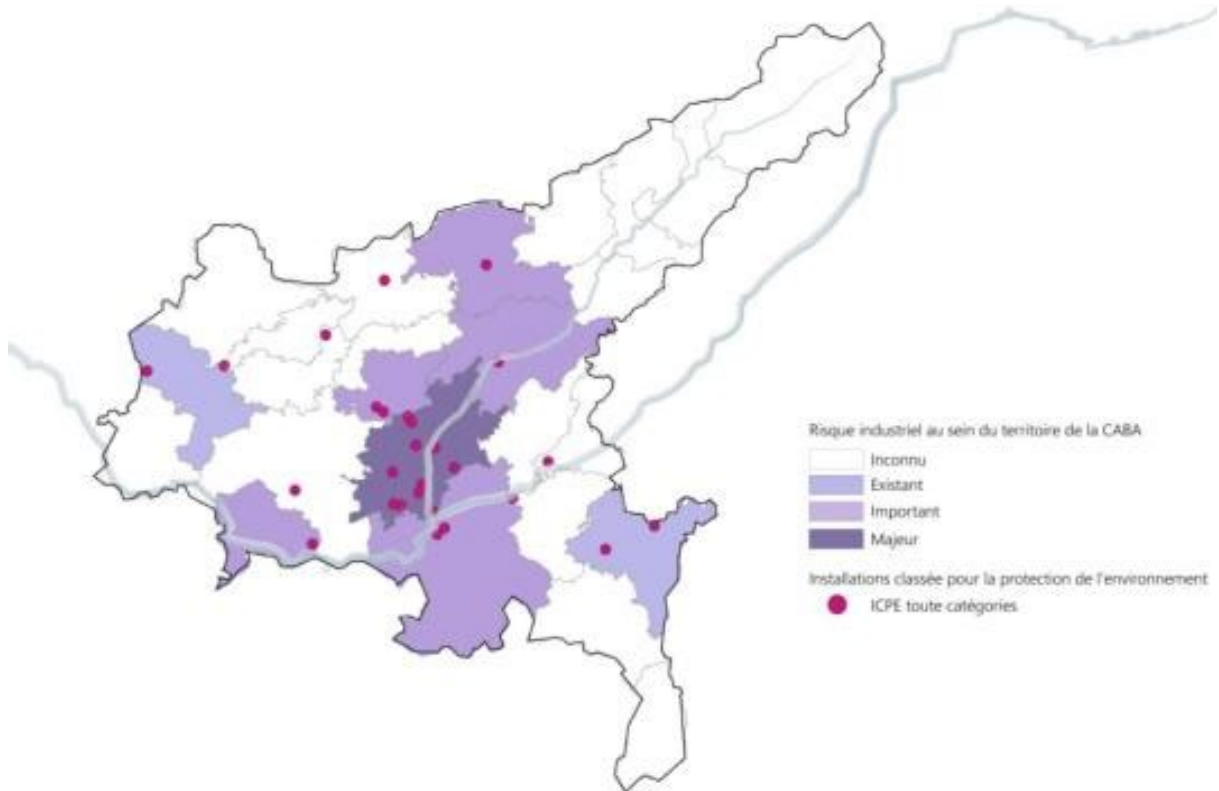 Risque industriel au sein du territoire de la CABA
Inconnu
Existant
Important
Majeur
Installations classée pour la protection de l'environnement
ICPE toute catégories